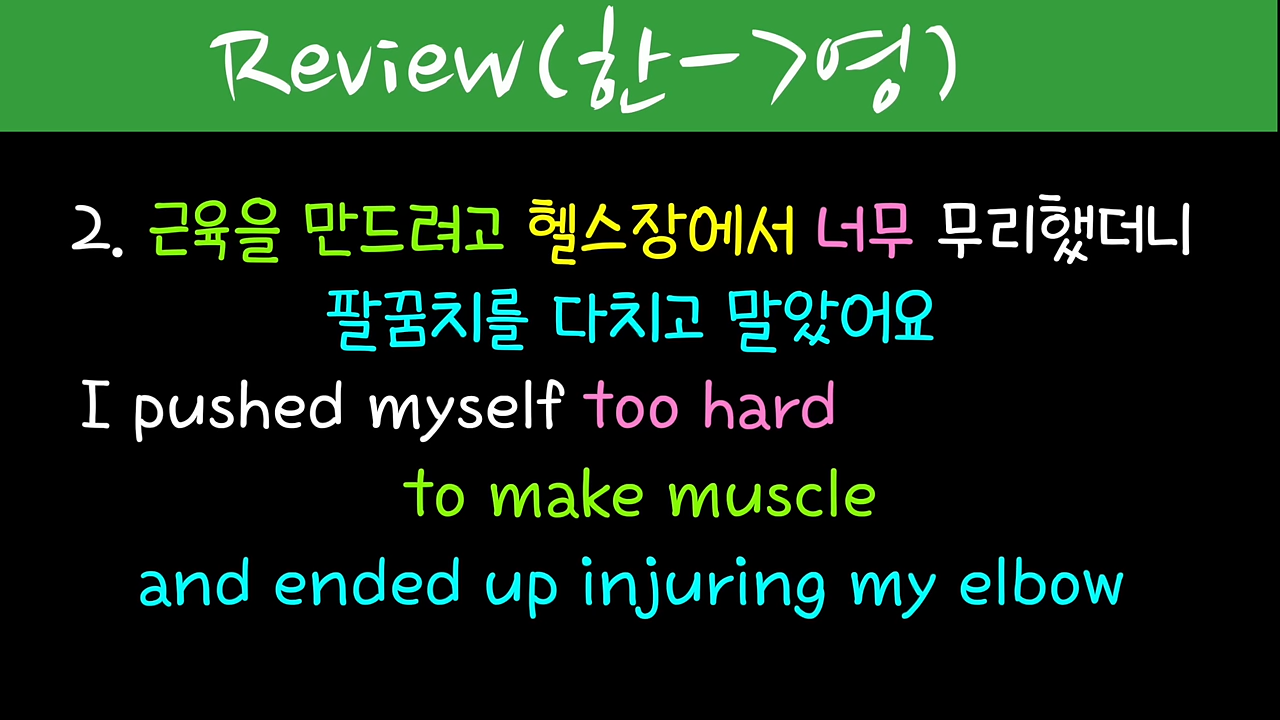 Review(한->영)
2. 근육을 만드려고 헬스장에서 너무 무리했더니
팔꿈치를 다치고 말았어요
I pushed myself too hard
to make muscle
and ended up injuring my elbow